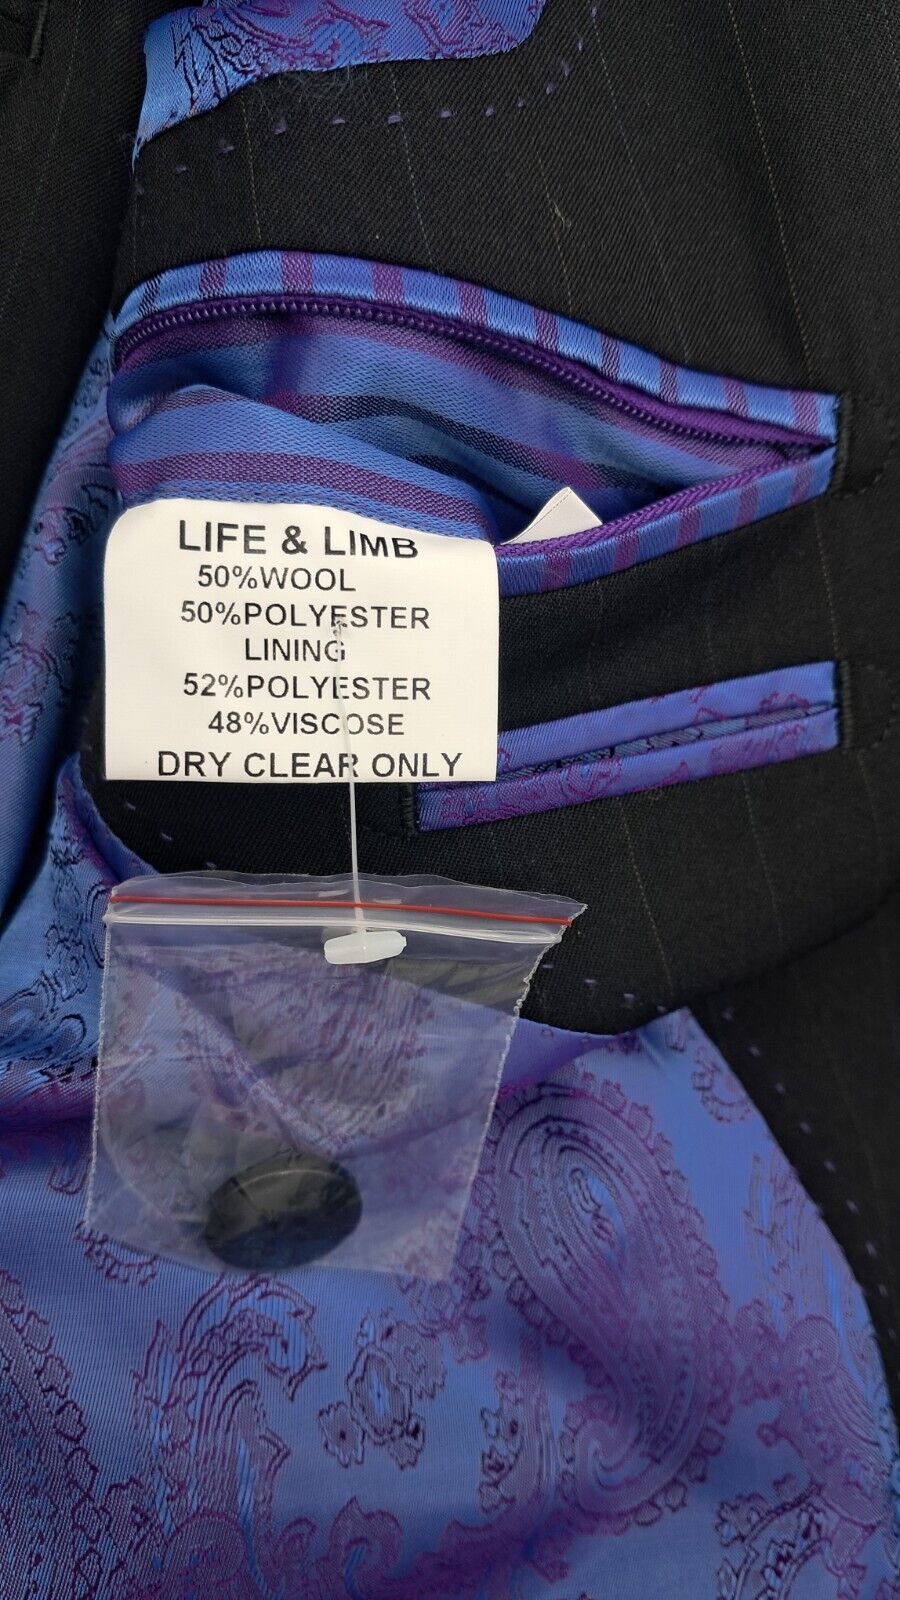 LIFE & LIMB
50%WOOL
50%POLYESTER
LINING
52%POLYESTER
48%VISCOSE
DRY CLEAR ONLY